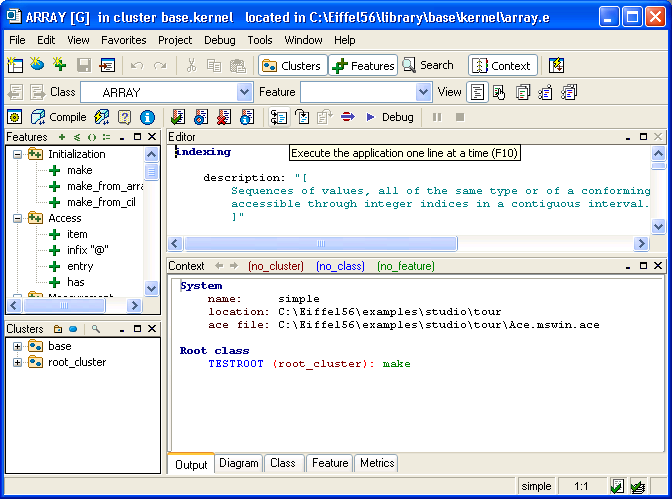 ARRAY [G]  in cluster base.kernel   located in C:\Eiffel56\library\base\kernel\array.e
File Edit View Favorites Project Debug Tools Window Help
Clusters Features Search Context
Class ARRAY Feature View
Compile Debug
Features
Initialization
make
make_from_arra
make_from_cil
Access
item
infix "@"
entry
has
Clusters
base
root_cluster
Editor
Execute the application one line at a time (F10)
indexing
description: "[
Sequences of values, all of the same type or of a conforming
accessible through integer indices in a contiguous interval.
]"
Context (no_cluster) (no_class) (no_feature)
System
name: simple
location: C:\Eiffel56\examples\studio\tour
ace file: C:\Eiffel56\examples\studio\tour\Ace.mswin.ace
Root class
TESTROOT (root_cluster): make
Output Diagram Class Feature Metrics
simple 1:1